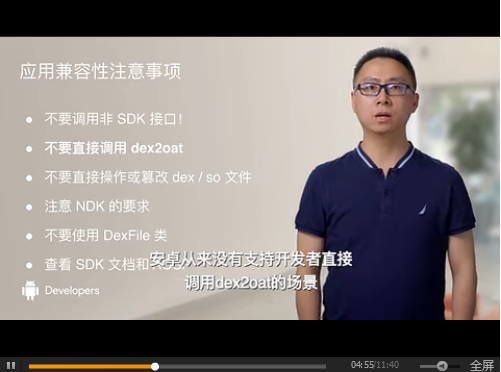 应用兼容性注意事项
● 不要调用非 SDK 接口!
● 不要直接调用 dex2oat
● 不要直接操作或篡改 dex / so 文件
● 注意 NDK 的要求
● 不要使用 DexFile 类
● 查看 SDK 文档和
安卓从来没有支持开发者直接
调用dex2oat的场景
Developers
04:55/11:40 全屏